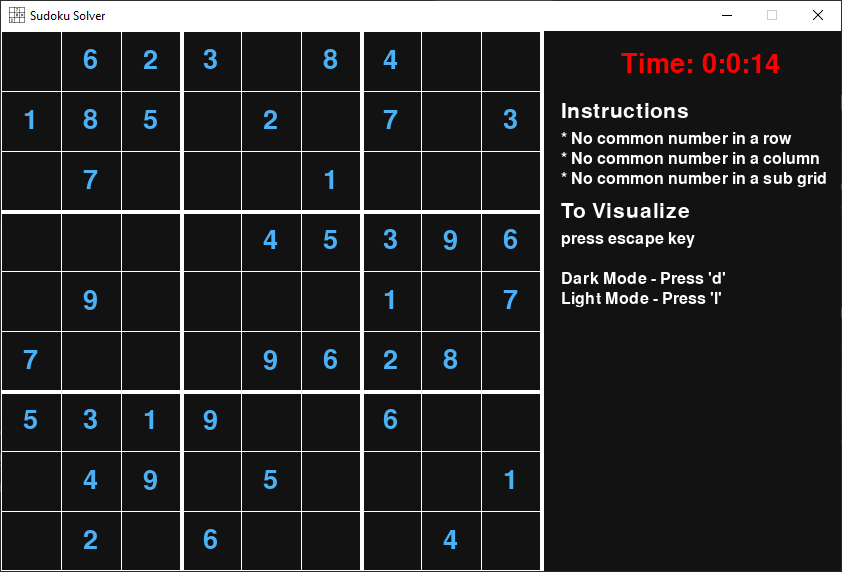 Sudoku Solver
6 2 3 8 4
1 8 5 2 7 3
7 1
4 5 3 9 6
9 1 7
7 9 6 2 8
5 3 1 9 6
4 9 5 1
2 6 4
Time: 0:0:14
Instructions
* No common number in a row
* No common number in a column
* No common number in a sub grid
To Visualize
press escape key
Dark Mode - Press 'd'
Light Mode - Press 'l'